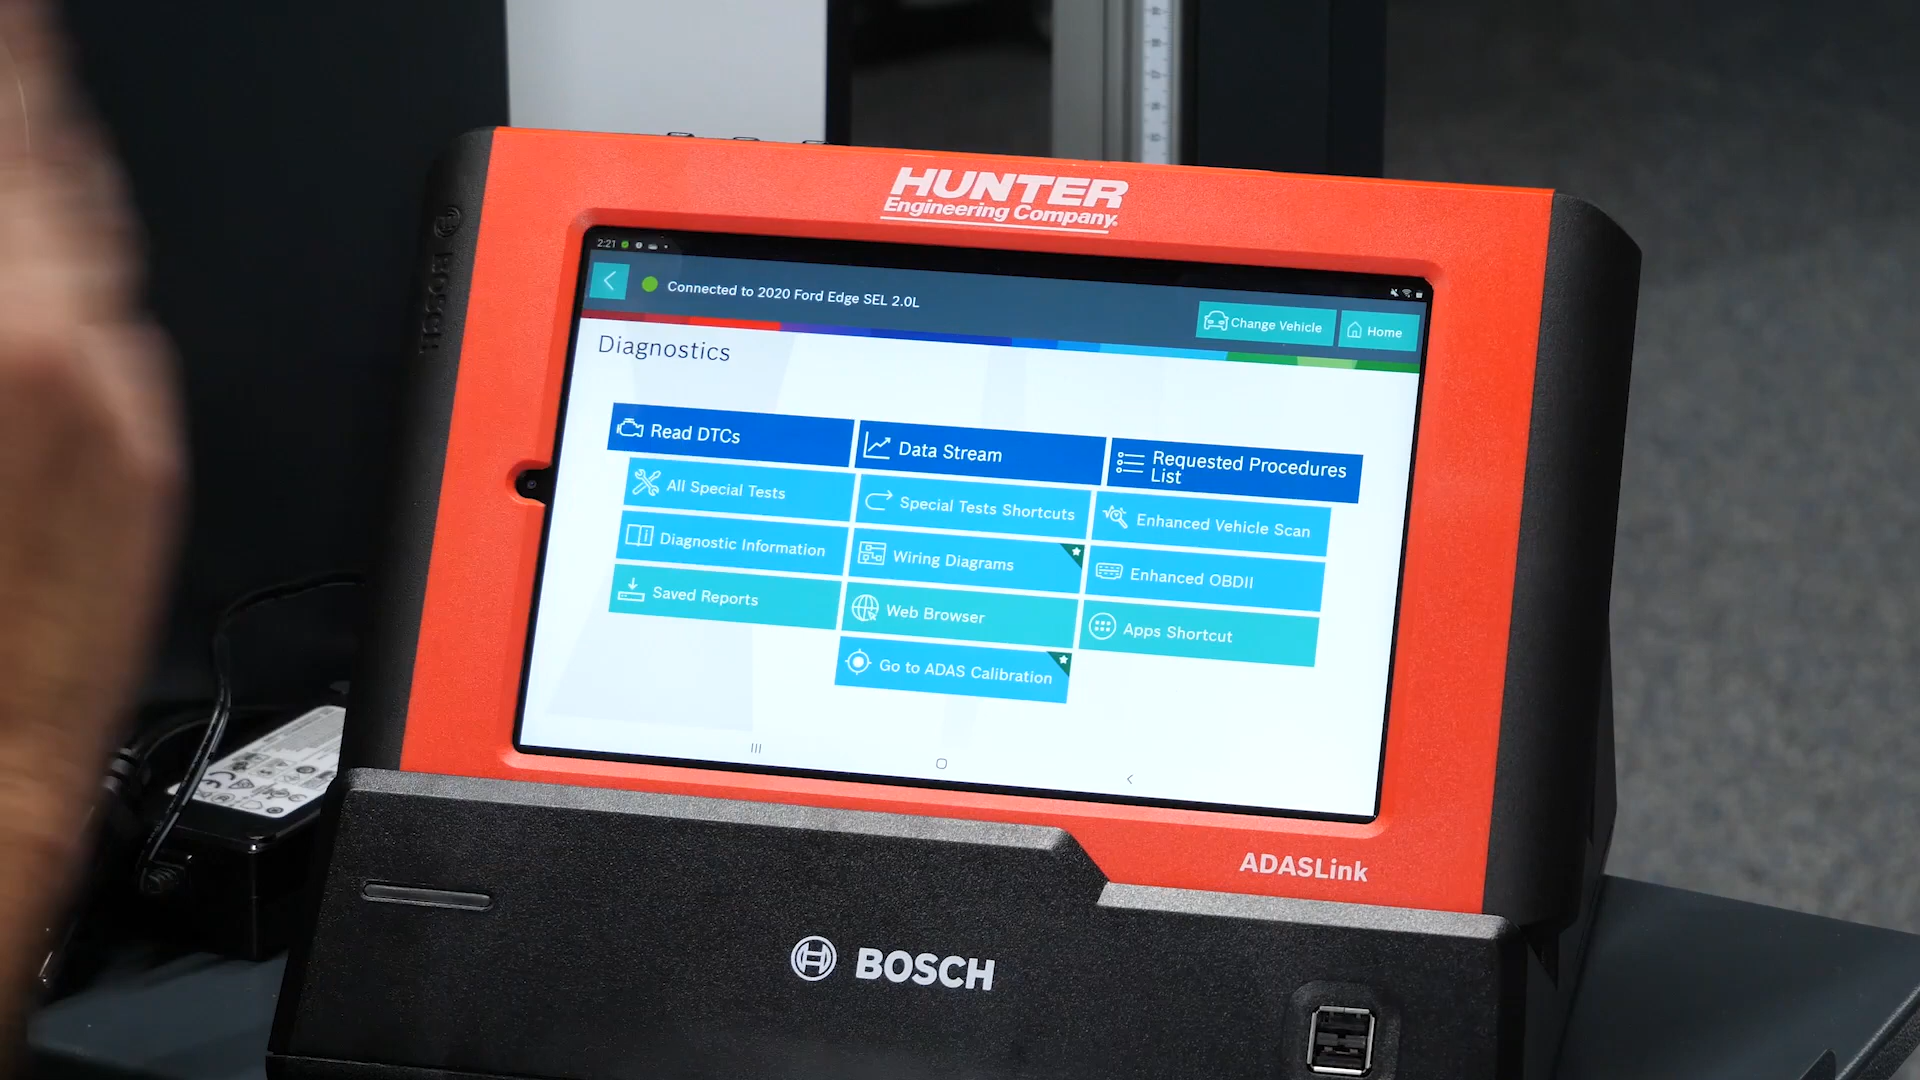 HUNTER
Engineering Company.
2:21
Connected to 2020 Ford Edge SEL 2.0L
Change Vehicle
Home
Diagnostics
Read DTCs
Data Stream
Requested Procedures
List
All Special Tests
Special Tests Shortcuts
Enhanced Vehicle Scan
Diagnostic Information
Wiring Diagrams
Enhanced OBDII
Saved Reports
Web Browser
Apps Shortcut
Go to ADAS Calibration
ADASLink
BOSCH
BOSCH